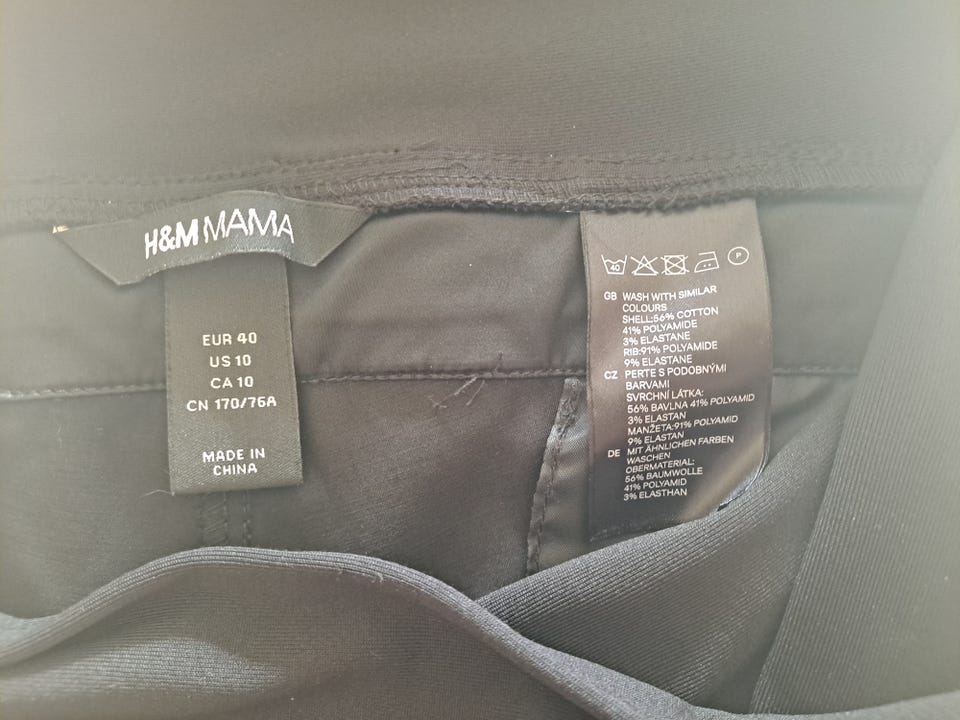 H&M MAMA
EUR 40
US 10
CA 10
CN 170/76A
MADE IN
CHINA
40
P
GB WASH WITH SIMILAR
COLOURS
SHELL:56% COTTON
41% POLYAMIDE
3% ELASTANE
RIB:91% POLYAMIDE
9% ELASTANE
CZ PERTE S PODOBNÝMI
BARVAMI
SVRCHNÍ LÁTKA:
56% BAVLNA 41% POLYAMID
3% ELASTAN
MANŽETA:91% POLYAMID
9% ELASTAN
DE MIT ÄHNLICHEN FARBEN
WASCHEN
OBERMATERIAL:
56% BAUMWOLLE
41% POLYAMID
3% ELASTHAN